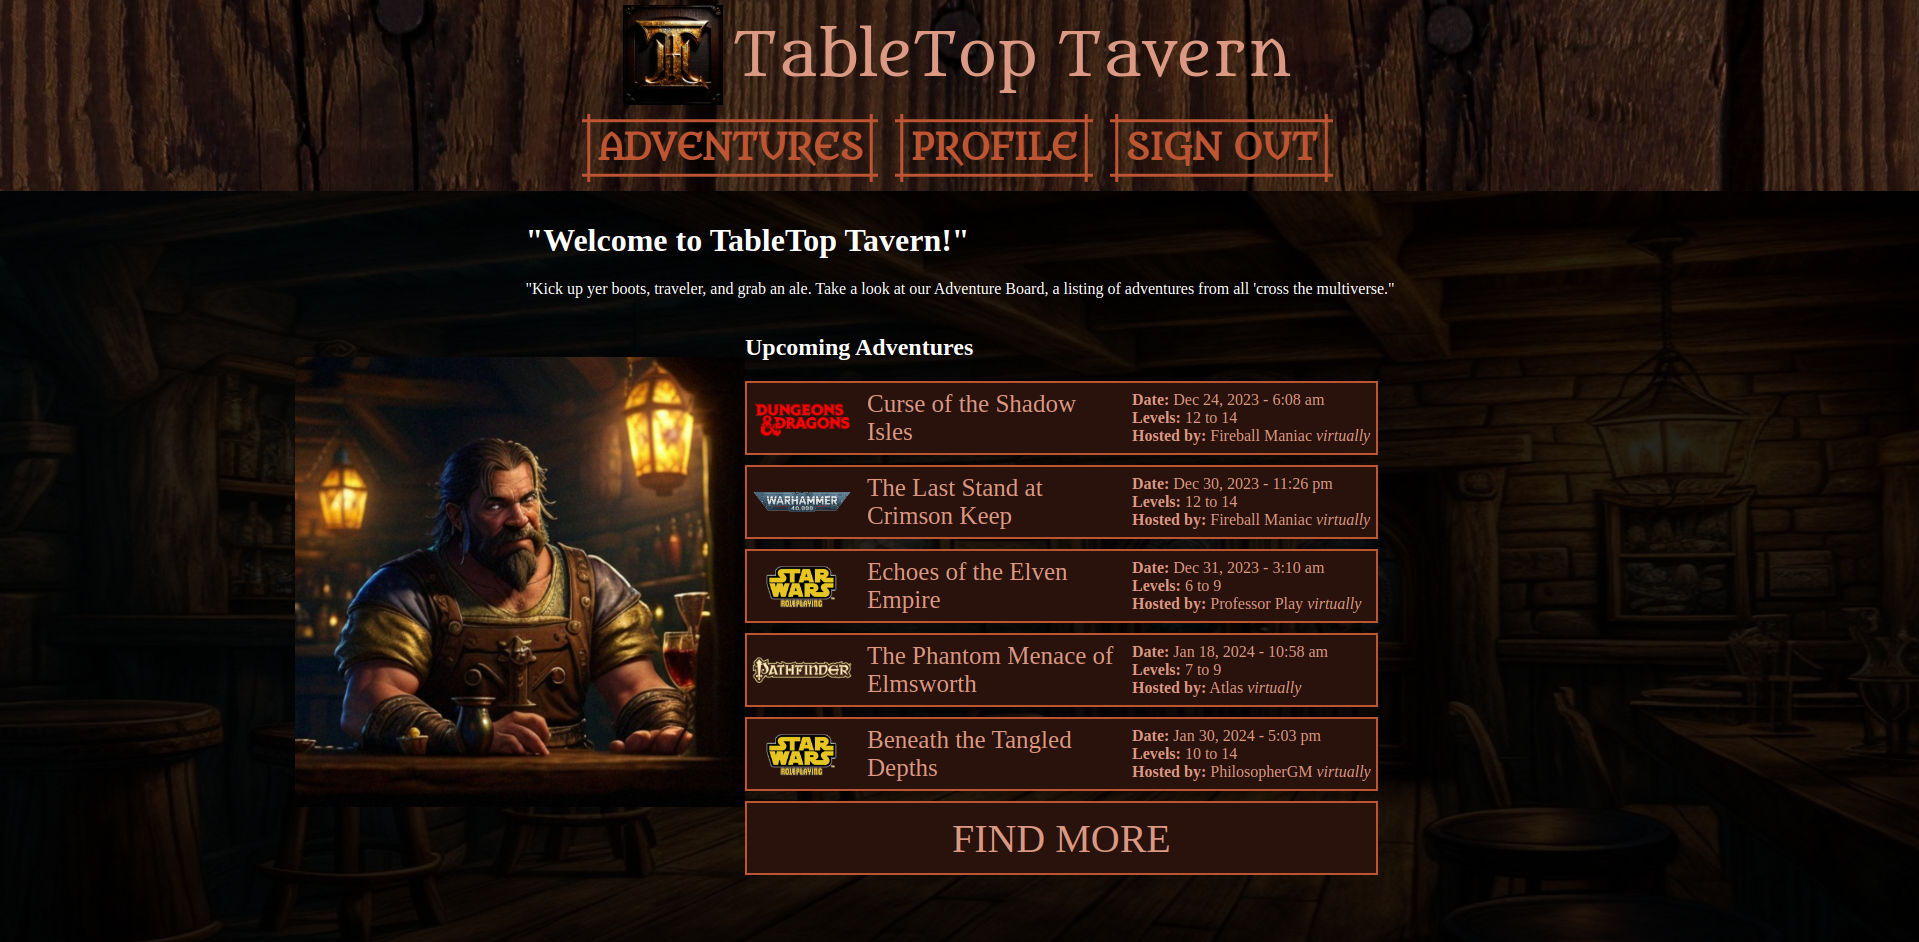 TableTop Tavern
ADVENTURES PROFILE SIGN OUT
"Welcome to TableTop Tavern!"
"Kick up yer boots, traveler, and grab an ale. Take a look at our Adventure Board, a listing of adventures from all 'cross the multiverse."
Upcoming Adventures
DUNGEONS
&DRAGONS
Curse of the Shadow
Isles
Date: Dec 24, 2023 - 6:08 am
Levels: 12 to 14
Hosted by: Fireball Maniac virtually
WARHAMMER
40,000
The Last Stand at
Crimson Keep
Date: Dec 30, 2023 - 11:26 pm
Levels: 12 to 14
Hosted by: Fireball Maniac virtually
STAR
WARS
ROLEPLAYING
Echoes of the Elven
Empire
Date: Dec 31, 2023 - 3:10 am
Levels: 6 to 9
Hosted by: Professor Play virtually
PATHFINDER
The Phantom Menace of
Elmsworth
Date: Jan 18, 2024 - 10:58 am
Levels: 7 to 9
Hosted by: Atlas virtually
STAR
WARS
ROLEPLAYING
Beneath the Tangled
Depths
Date: Jan 30, 2024 - 5:03 pm
Levels: 10 to 14
Hosted by: PhilosopherGM virtually
FIND MORE